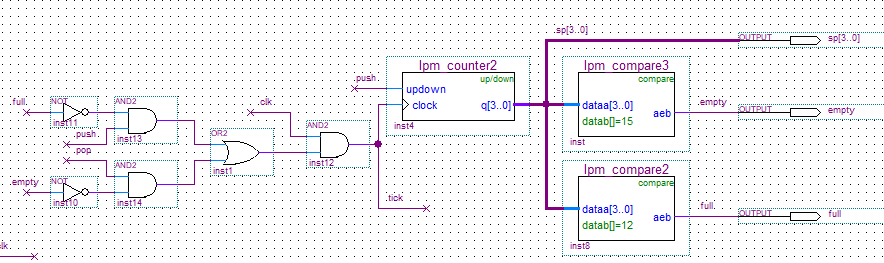 full
NOT
inst11
AND2
inst13
push
pop
empty
NOT
inst10
AND2
inst14
OR2
inst1
clk
AND2
inst12
.tick
push
lpm_counter2
up/down
updown
clock
q[3..0]
inst4
.sp[3..0]
lpm_compare3
compare
dataa[3..0]
aeb
datab[]=15
inst
empty
lpm_compare2
compare
dataa[3..0]
aeb
datab[]=12
inst8
full
OUTPUT
sp[3..0]
OUTPUT
empty
OUTPUT
full